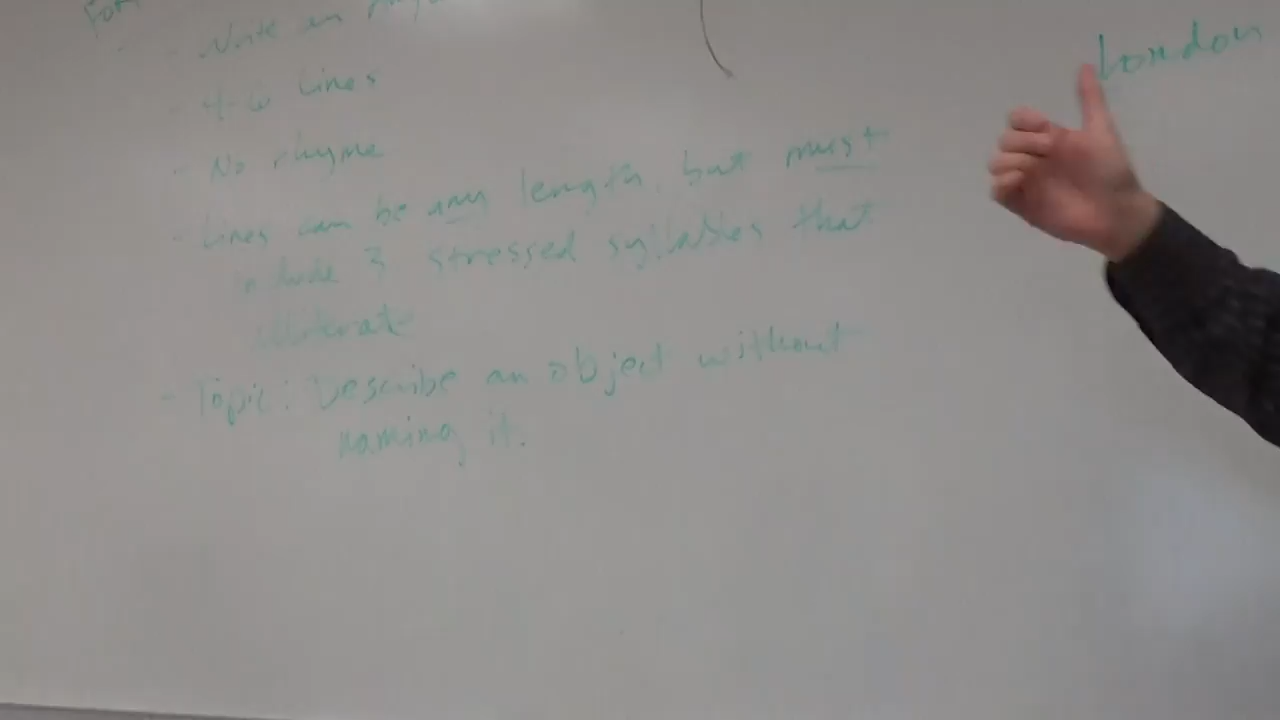 For
- Write in
London
- 4-6 lines
- No rhyme
- Lines can be any length, but must
include 3 stressed syllables that
alliterate
- Topic: Describe an object without
naming it.